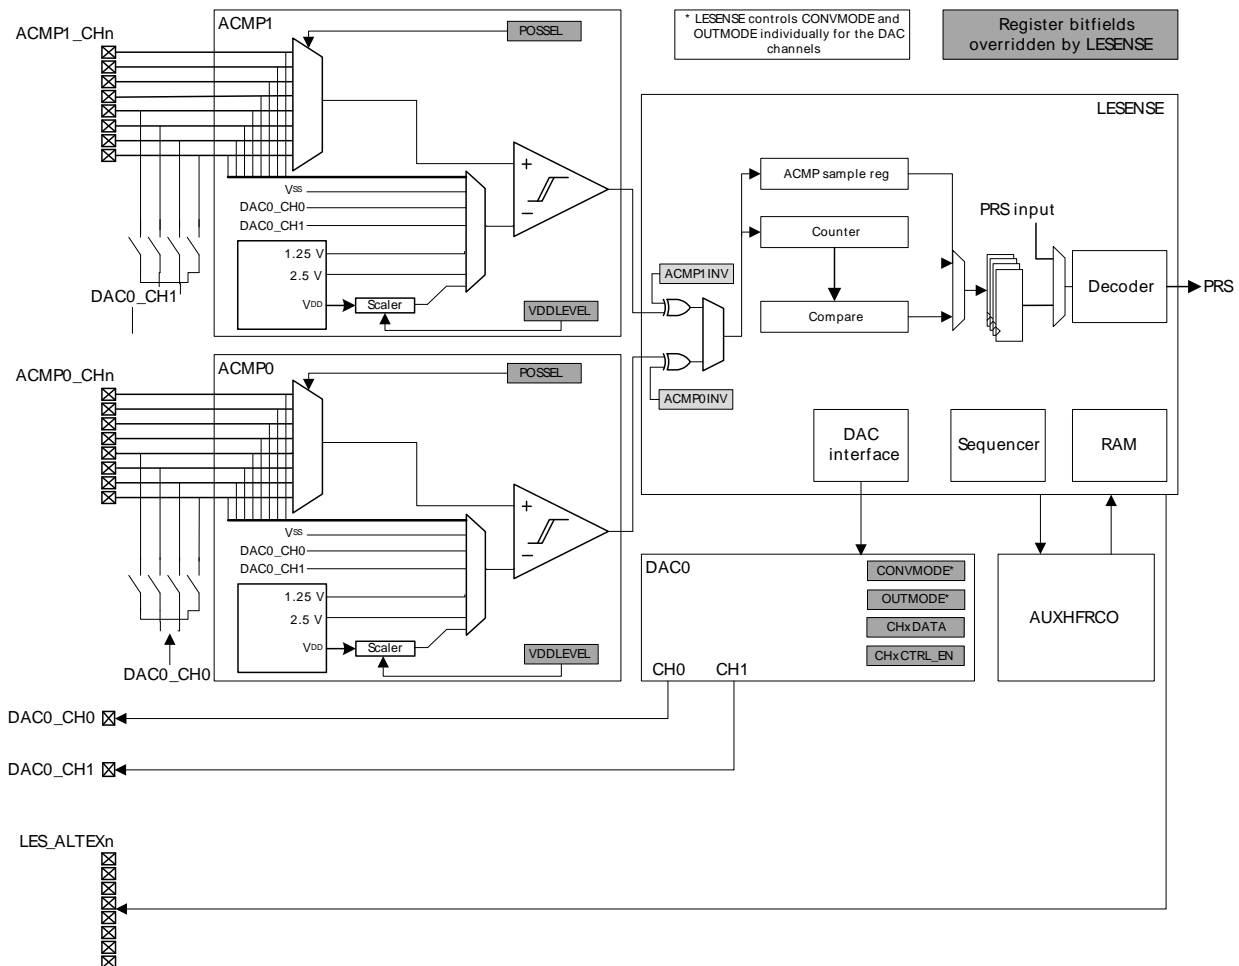 ACMP1_CHn
ACMP1
POSSEL
* LESENSE controls CONVMODE and
OUTMODE individually for the DAC
channels
Register bitfields
overridden by LESENSE
LESENSE
+
−
Vss
DAC0_CH0
DAC0_CH1
1.25 V
2.5 V
VDD
Scaler
VDDLEVEL
DAC0_CH1
ACMP sample reg
Counter
Compare
PRS input
Decoder
PRS
ACMP1INV
ACMP0INV
ACMP0_CHn
ACMP0
POSSEL
+
−
Vss
DAC0_CH0
DAC0_CH1
1.25 V
2.5 V
VDD
Scaler
VDDLEVEL
DAC0_CH0
DAC
interface
Sequencer
RAM
DAC0
CONVMODE*
OUTMODE*
CHxDATA
CHxCTRL_EN
CH0
CH1
AUXHFRCO
DAC0_CH0
DAC0_CH1
LES_ALTEXn